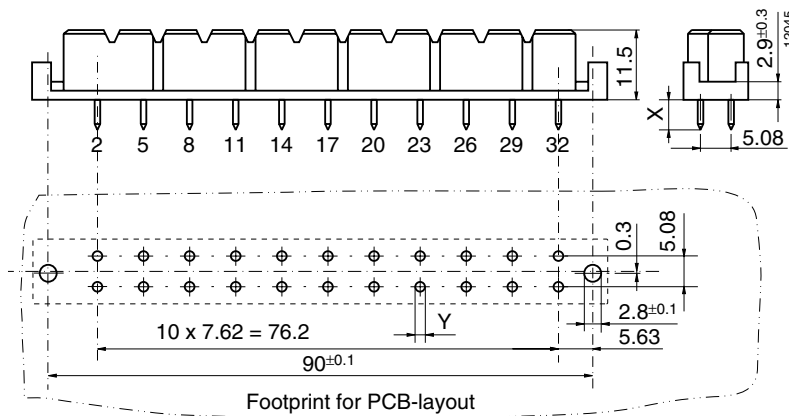 11.5
2.9±0.3
12045
X
5.08
2 5 8 11 14 17 20 23 26 29 32
0.3
5.08
Y
2.8±0.1
10 x 7.62 = 76.2
5.63
90±0.1
Footprint for PCB-layout